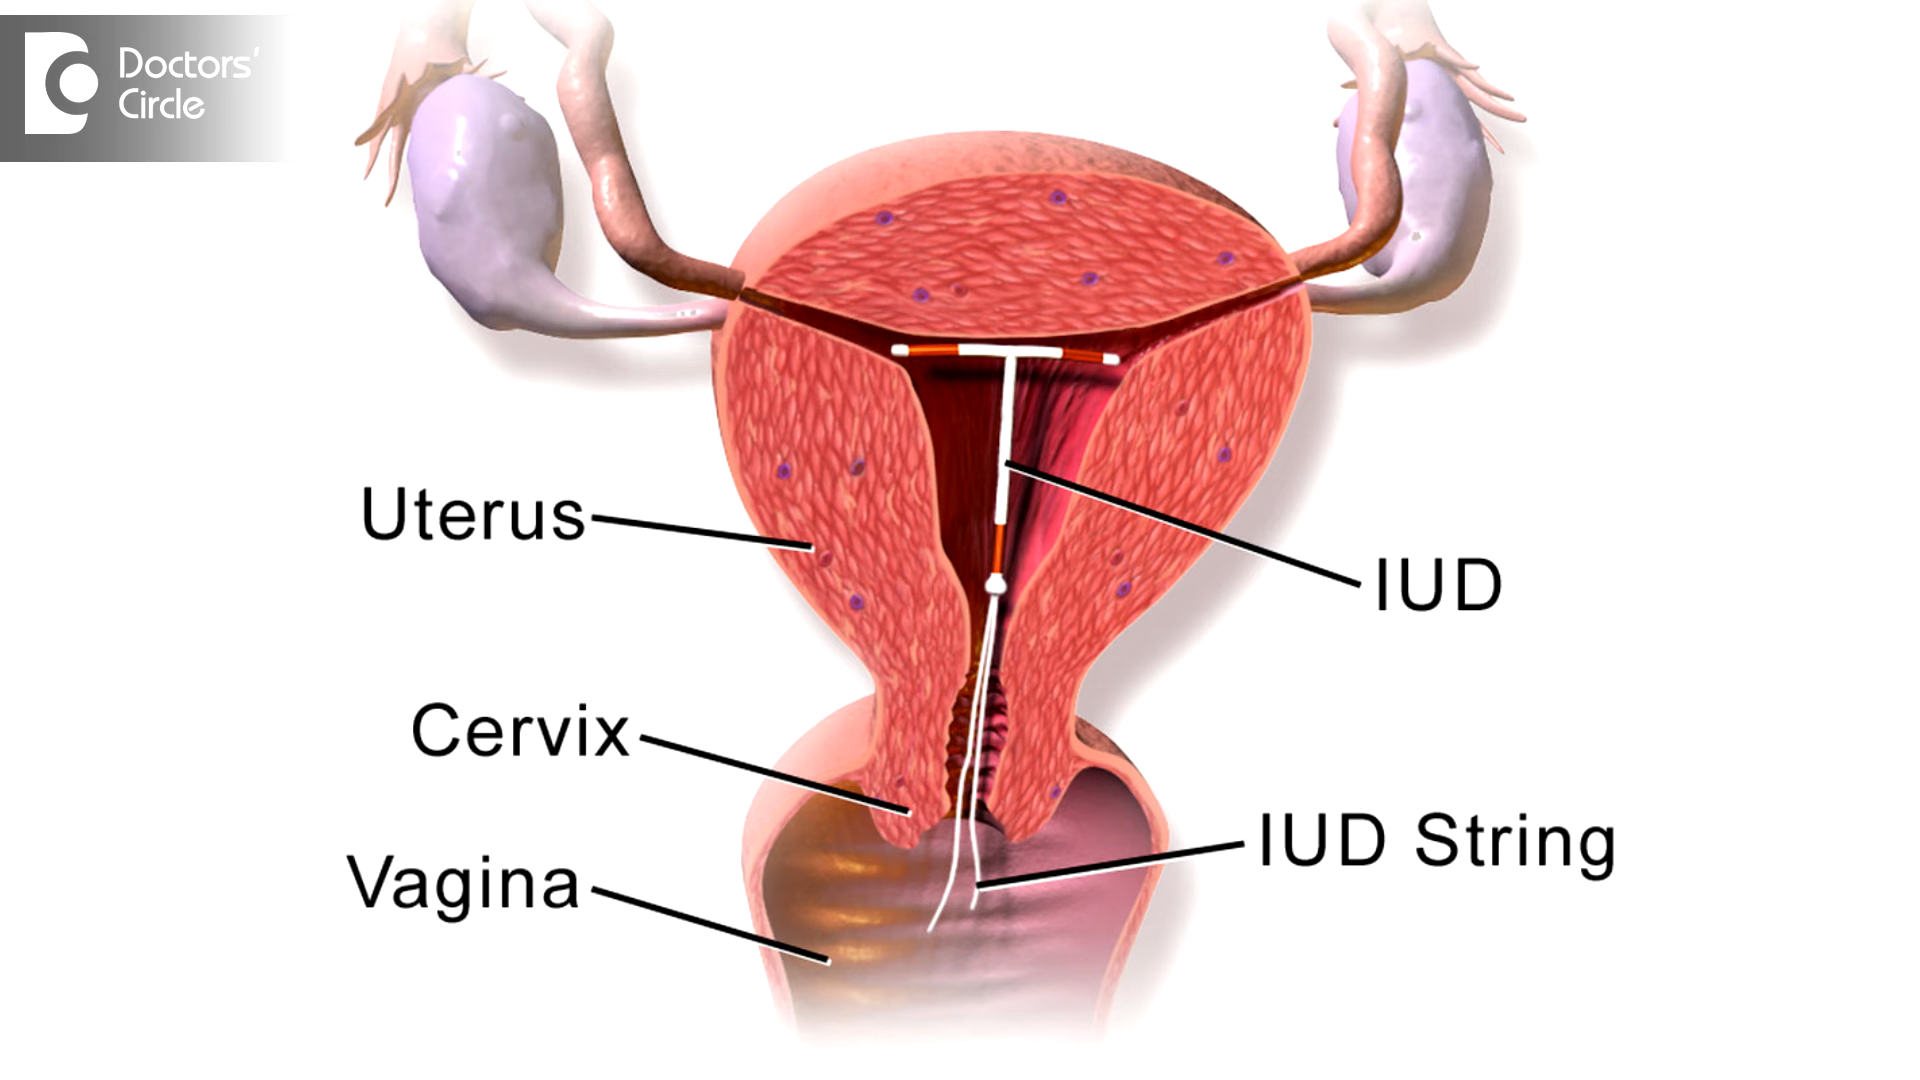 Doctors'
Circle
Uterus
IUD
Cervix
IUD String
Vagina